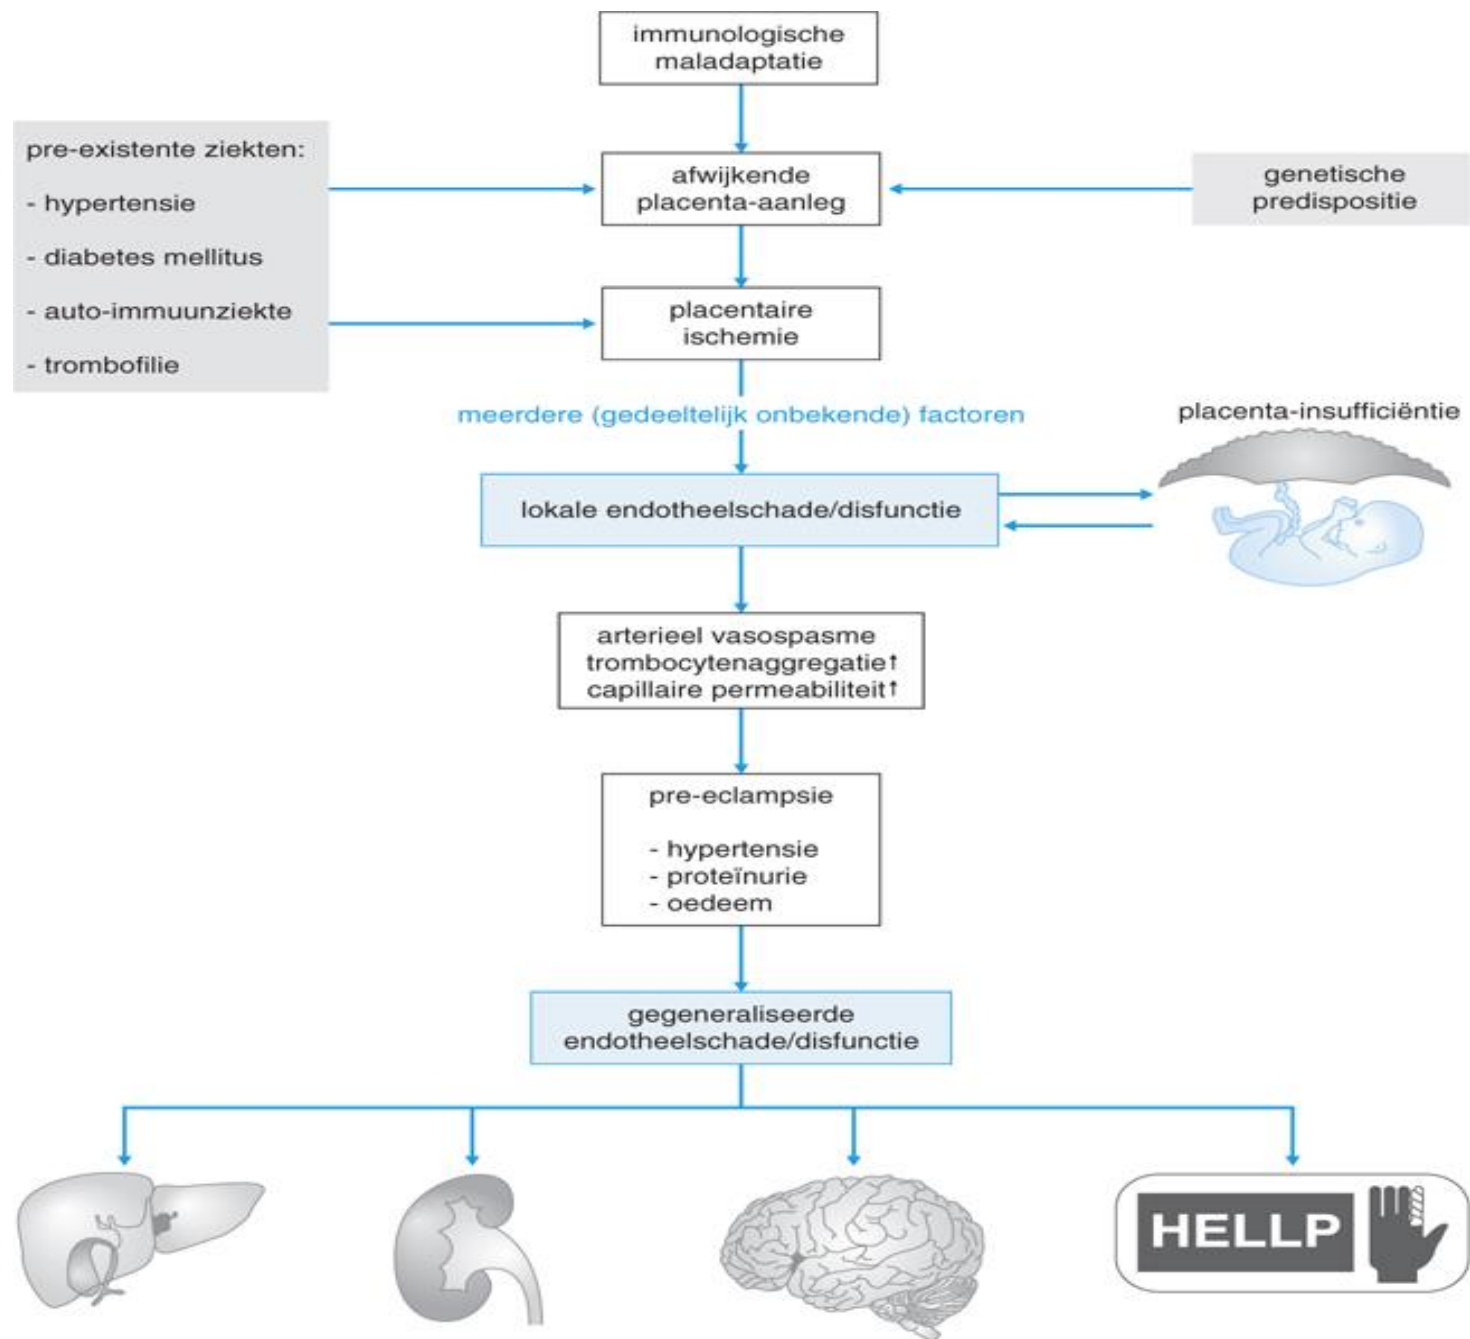 immunologische
maladaptatie
pre-existente ziekten:
- hypertensie
- diabetes mellitus
- auto-immuunziekte
- trombofilie
afwijkende
placenta-aanleg
genetische
predispositie
placentaire
ischemie
meerdere (gedeeltelijk onbekende) factoren
placenta-insufficiëntie
lokale endotheelschade/disfunctie
arterieel vasospasme
trombocytenaggregatie↑
capillaire permeabiliteit↑
pre-eclampsie
- hypertensie
- proteïnurie
- oedeem
gegeneraliseerde
endotheelschade/disfunctie
HELLP